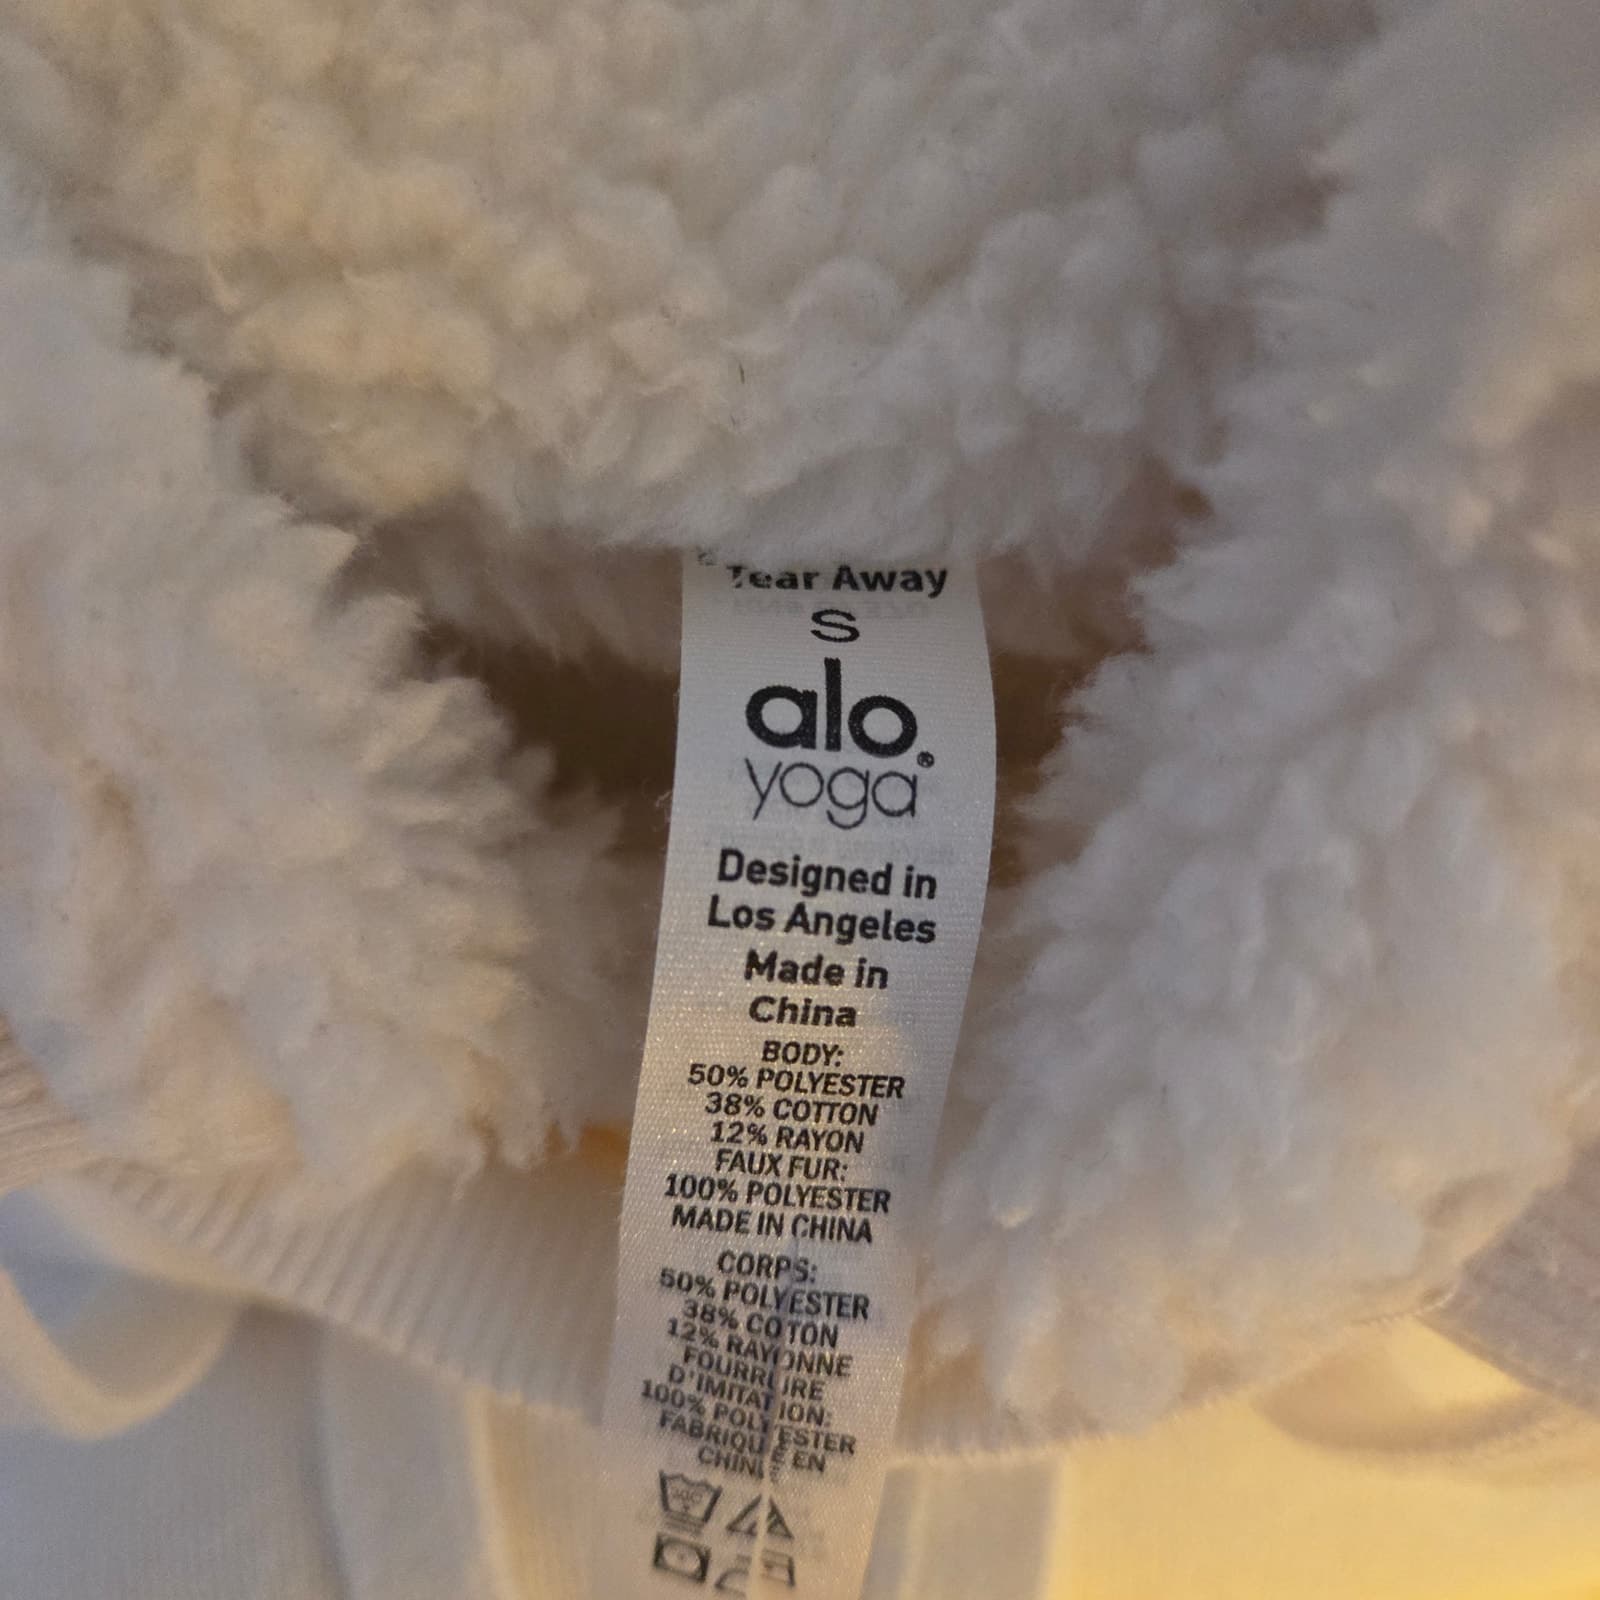 Tear Away
S
alo®
yoga
Designed in
Los Angeles
Made in
China
BODY:
50% POLYESTER
38% COTTON
12% RAYON
FAUX FUR:
100% POLYESTER
MADE IN CHINA
CORPS:
50% POLYESTER
38% COTON
12% RAYONNE
FOURRURE
D'IMITATION:
100% POLYESTER
FABRIQUÉ EN
CHINE